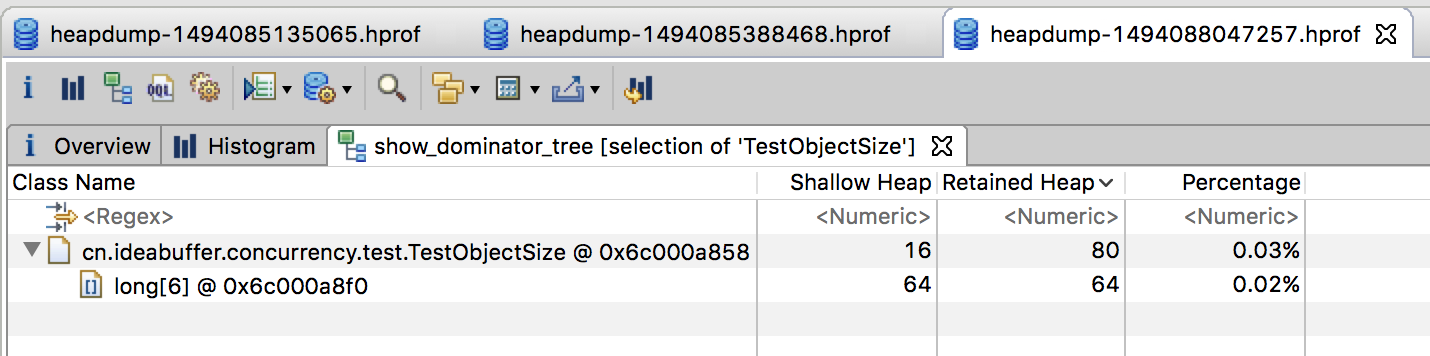 heapdump-1494085135065.hprof heapdump-1494085388468.hprof heapdump-1494088047257.hprof
i OQL
i Overview Histogram show_dominator_tree [selection of 'TestObjectSize']
Class Name Shallow Heap Retained Heap Percentage
<Regex> <Numeric> <Numeric> <Numeric>
cn.ideabuffer.concurrency.test.TestObjectSize @ 0x6c000a858 16 80 0.03%
[] long[6] @ 0x6c000a8f0 64 64 0.02%